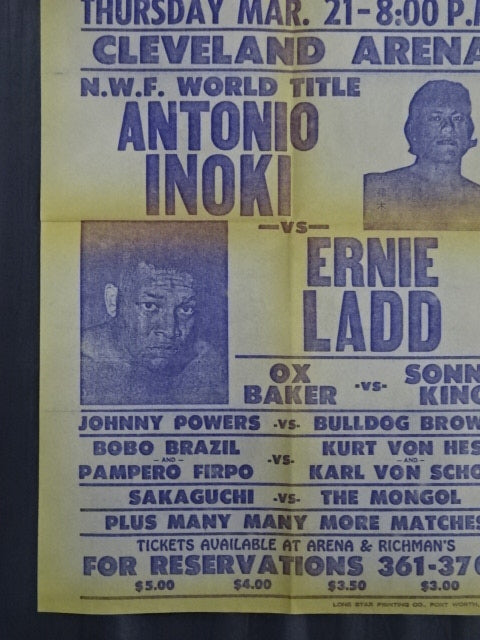 THURSDAY MAR. 21-8:00 P.M
CLEVELAND ARENA
N.W.F. WORLD TITLE
ANTONIO
INOKI
-VS-
ERNIE
LADD
OX BAKER -VS- SONN KING
JOHNNY POWERS -VS- BULLDOG BROW
BOBO BRAZIL -AND- PAMPERO FIRPO -VS- KURT VON HES -AND- KARL VON SCHO
SAKAGUCHI -VS- THE MONGOL
PLUS MANY MANY MORE MATCHES
TICKETS AVAILABLE AT ARENA & RICHMAN'S
FOR RESERVATIONS 361-370
$5.00 $4.00 $3.50 $3.00
LONE STAR PRINTING CO., FORT WORTH,